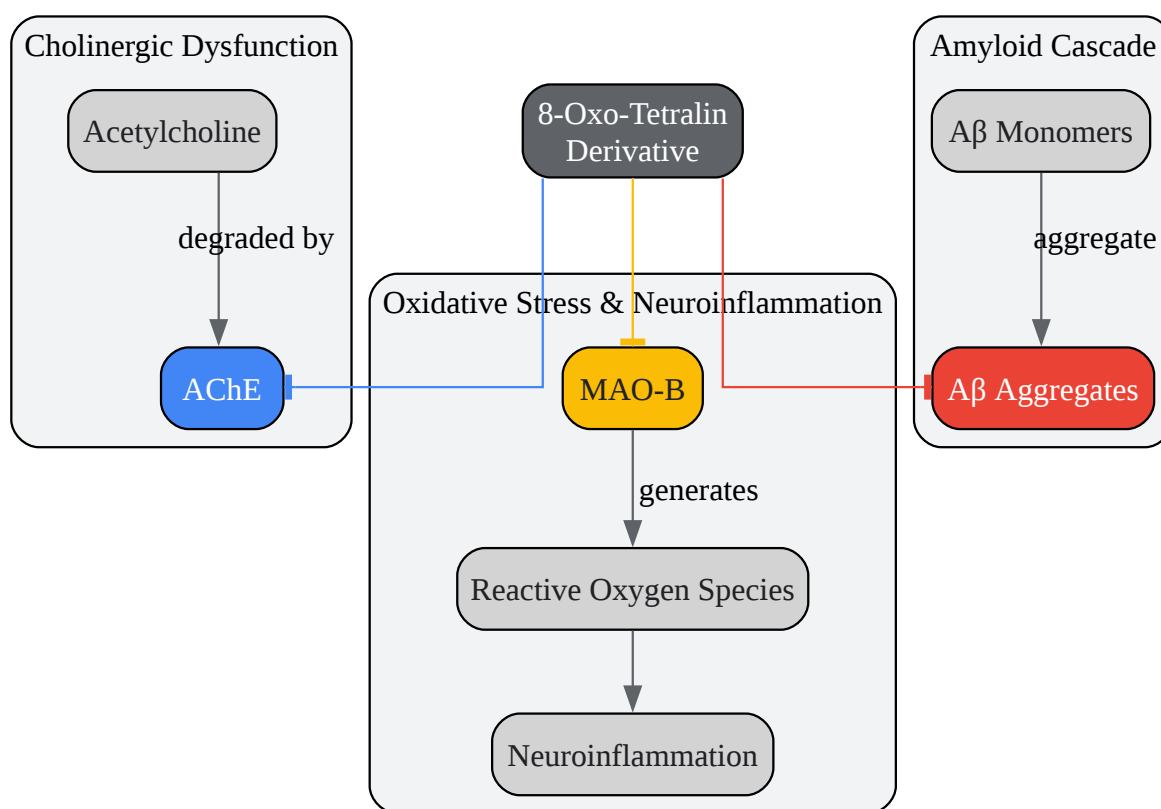 Cholinergic Dysfunction
Acetylcholine
degraded by
AChE
8-Oxo-Tetralin
Derivative
Oxidative Stress & Neuroinflammation
MAO-B
generates
Reactive Oxygen Species
Neuroinflammation
Amyloid Cascade
Aβ Monomers
aggregate
Aβ Aggregates